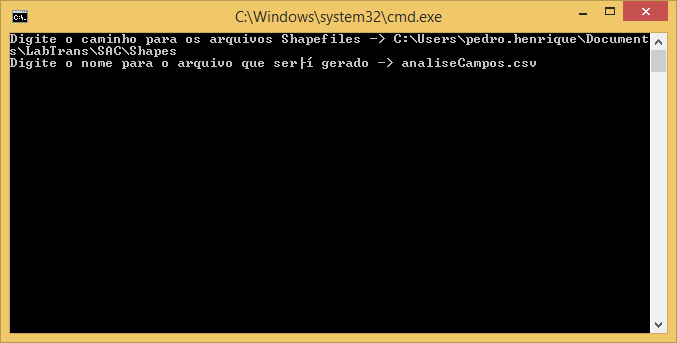 C:\Windows\system32\cmd.exe
C:\.
Digite o caminho para os arquivos Shapefiles -> C:\Users\pedro.henrique\Document
s\LabTrans\SAC\Shapes
Digite o nome para o arquivo que ser├í gerado -> analiseCampos.csv